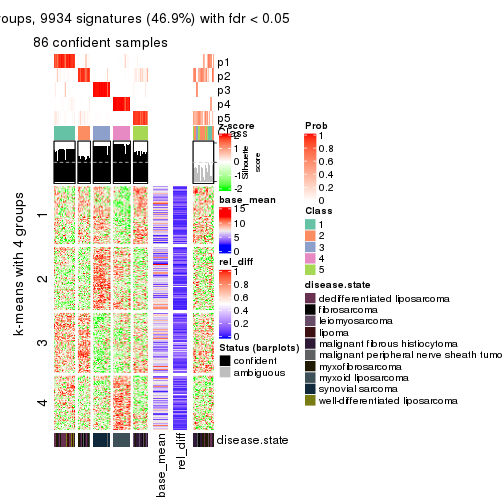 roups, 9934 signatures (46.9%) with fdr < 0.05
86 confident samples
p1
p2
p3
p4
p5
Class
z-score
2
1
0
-1
-2
Silhouette
score
base_mean
15
10
5
0
rel_diff
1
0.8
0.6
0.4
0.2
0
Status (barplots)
confident
ambiguous
Prob
1
0.8
0.6
0.4
0.2
0
Class
1
2
3
4
5
disease.state
dedifferentiated liposarcoma
fibrosarcoma
leiomyosarcoma
lipoma
malignant fibrous histiocytoma
malignant peripheral nerve sheath tumo
myxofibrosarcoma
myxoid liposarcoma
synovial sarcoma
well-differentiated liposarcoma
k-means with 4 groups
1
2
3
4
disease.state
base_mean
rel_diff